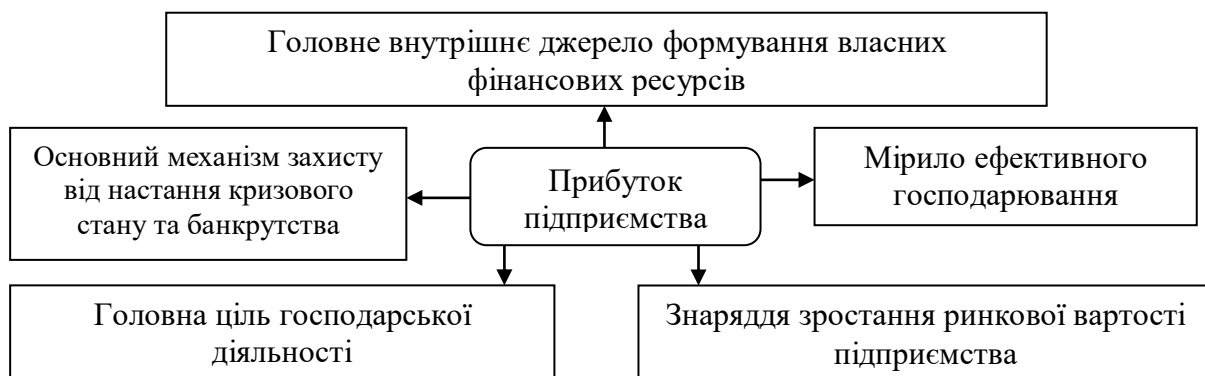 Головне внутрішнє джерело формування власних
фінансових ресурсів
Основний механізм захисту
від настання кризового
стану та банкрутства
Прибуток
підприємства
Мірило ефективного
господарювання
Головна ціль господарської
діяльності
Знаряддя зростання ринкової вартості
підприємства